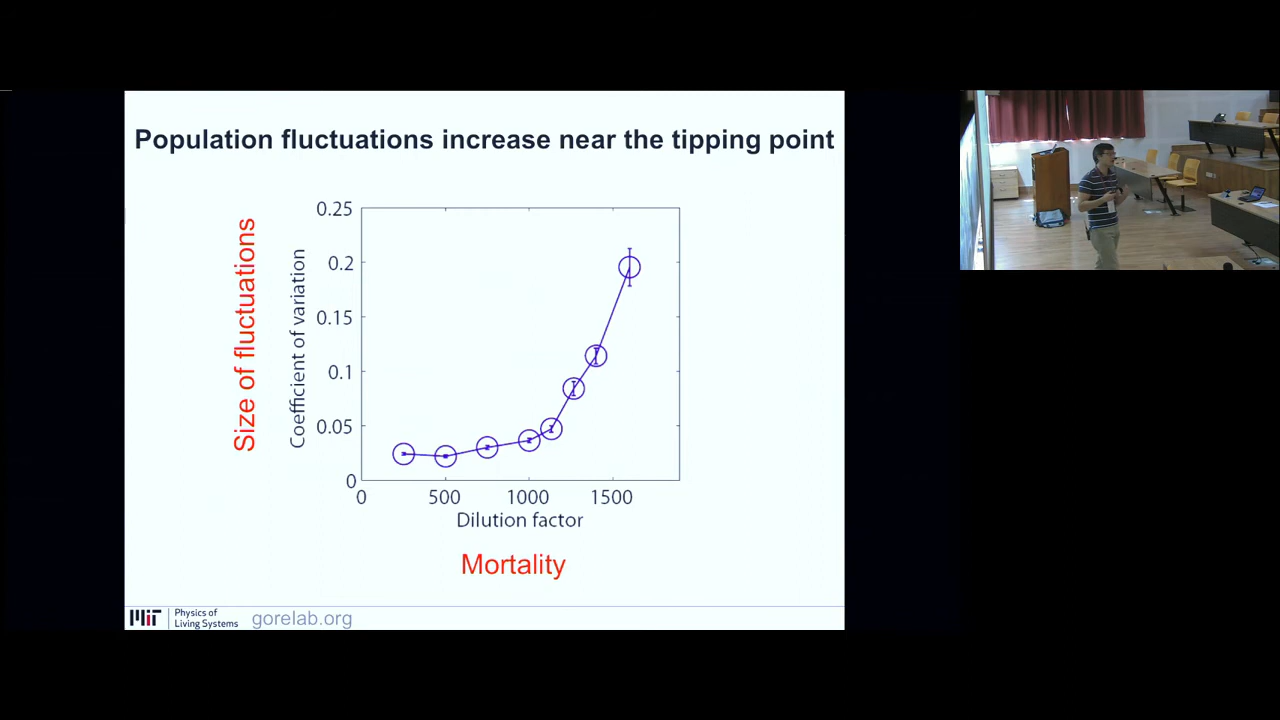 Population fluctuations increase near the tipping point
Size of fluctuations
Coefficient of variation
0.25
0.2
0.15
0.1
0.05
0
0
500
1000
1500
Dilution factor
Mortality
MIT
Physics of
Living Systems
gorelab.org